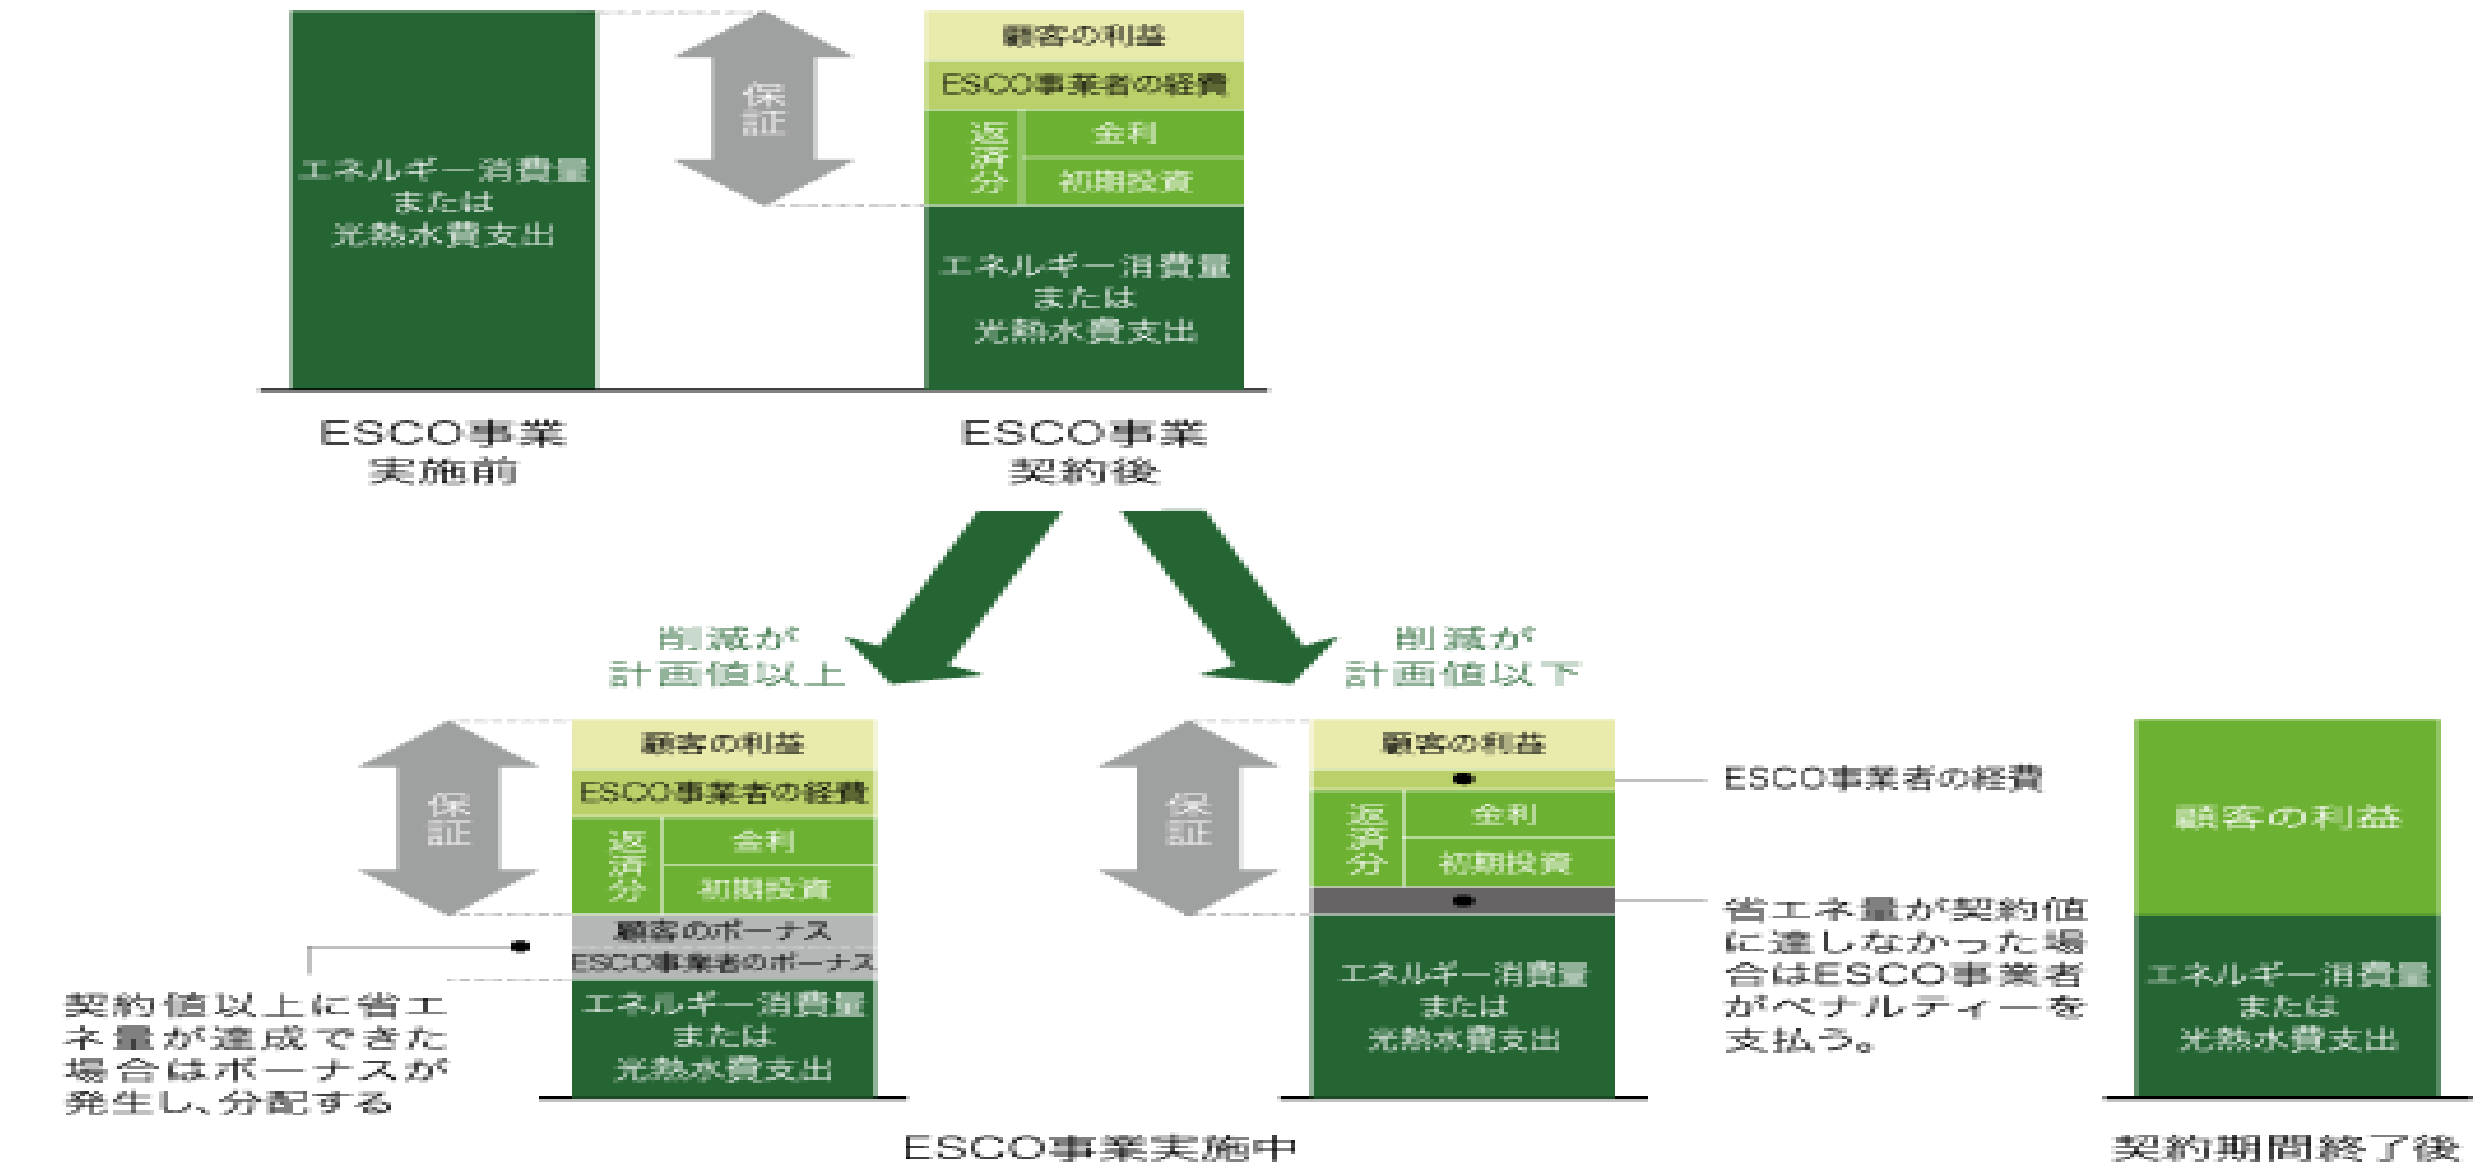 エネルギー消費量
または
光熱水費支出
保証
顧客の利益
ESCO事業者の経費
返済分
金利
初期投資
エネルギー消費量
または
光熱水費支出
ESCO事業
実施前
ESCO事業
契約後
削減が
計画値以上
削減が
計画値以下
保証
顧客の利益
ESCO事業者の経費
返済分
金利
初期投資
顧客のボーナス
ESCO事業者のボーナス
エネルギー消費量
または
光熱水費支出
契約値以上に省エ
ネ量が達成できた
場合はボーナスが
発生し、分配する
保証
顧客の利益
ESCO事業者の経費
返済分
金利
初期投資
エネルギー消費量
または
光熱水費支出
省エネ量が契約値
に達しなかった場
合はESCO事業者
がペナルティーを
支払う。
顧客の利益
エネルギー消費量
または
光熱水費支出
ESCO事業実施中
契約期間終了後